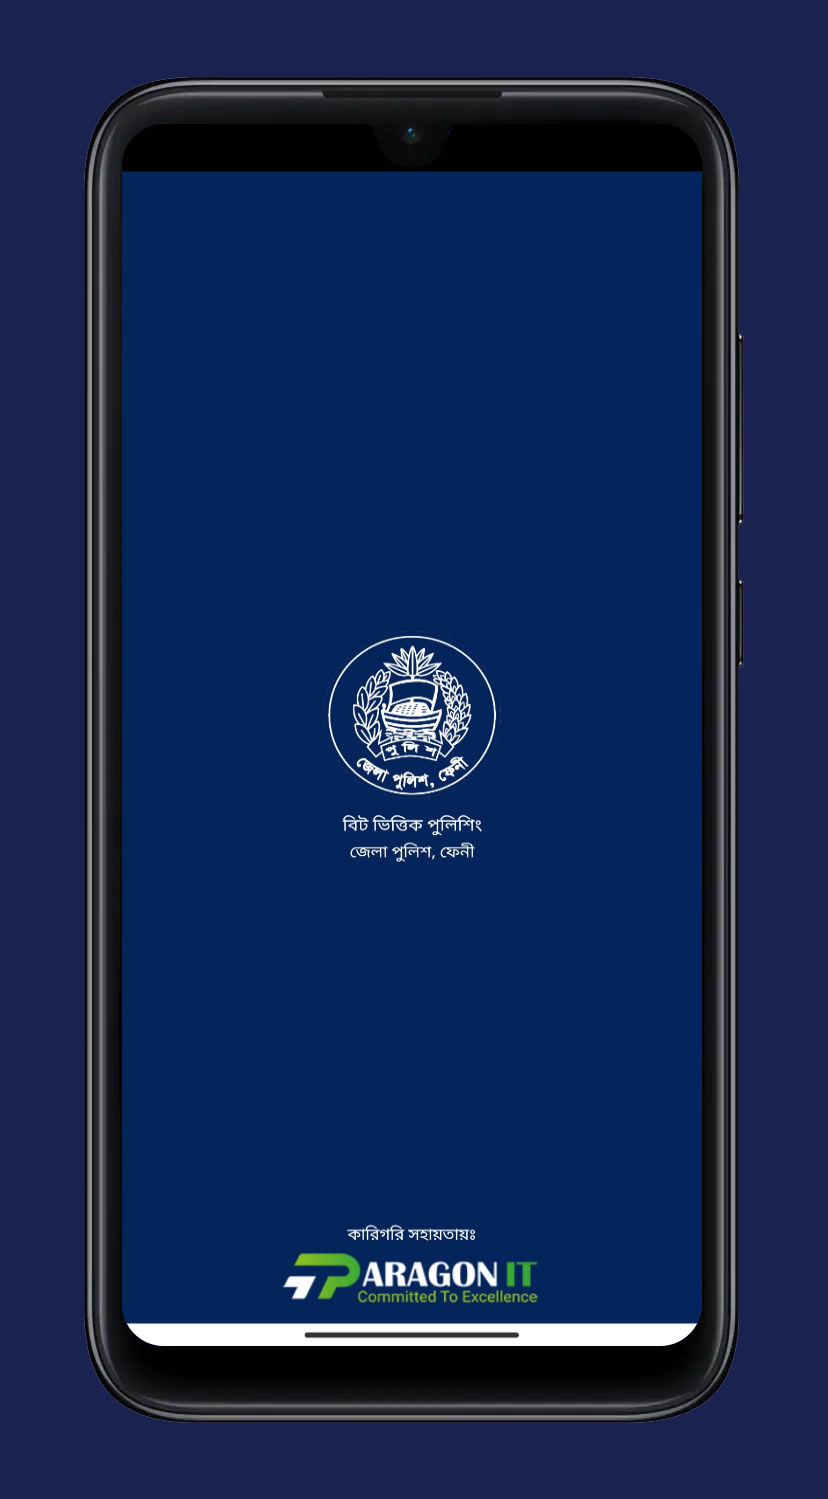 পুলিশ
জেলা পুলিশ, ফেনী
বিট ভিত্তিক পুলিশিং
জেলা পুলিশ, ফেনী
কারিগরি সহায়তায়ঃ
PARAGON IT
Committed To Excellence